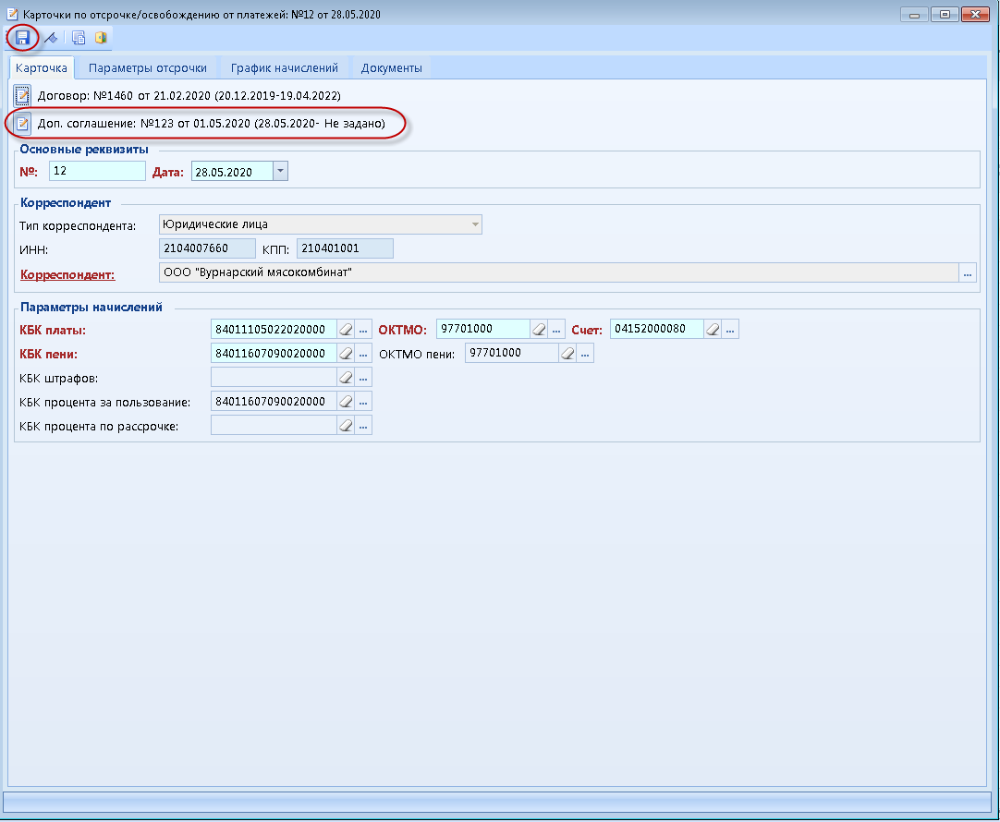 Карточки по отсрочке/освобождению от платежей: №12 от 28.05.2020
Карточка Параметры отсрочки График начислений Документы
Договор: №1460 от 21.02.2020 (20.12.2019-19.04.2022)
Доп. соглашение: №123 от 01.05.2020 (28.05.2020- Не задано)
Основные реквизиты
№: 12 Дата: 28.05.2020
Корреспондент
Тип корреспондента: Юридические лица
ИНН: 2104007660 КПП: 210401001
Корреспондент: ООО "Вурнарский мясокомбинат" ...
Параметры начислений
КБК платы: 84011105022020000 ... ОКТМО: 97701000 ... Счет: 04152000080 ...
КБК пени: 84011607090020000 ... ОКТМО пени: 97701000 ...
КБК штрафов: ...
КБК процента за пользование: 84011607090020000 ...
КБК процента по рассрочке: ...